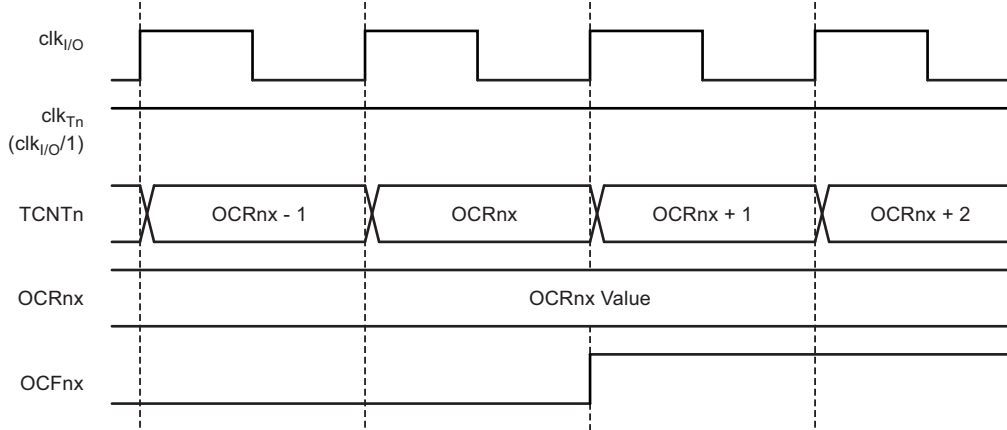 clkI/O
clkTn
(clkI/O/1)
TCNTn
OCRnx - 1
OCRnx
OCRnx + 1
OCRnx + 2
OCRnx
OCRnx Value
OCFnx